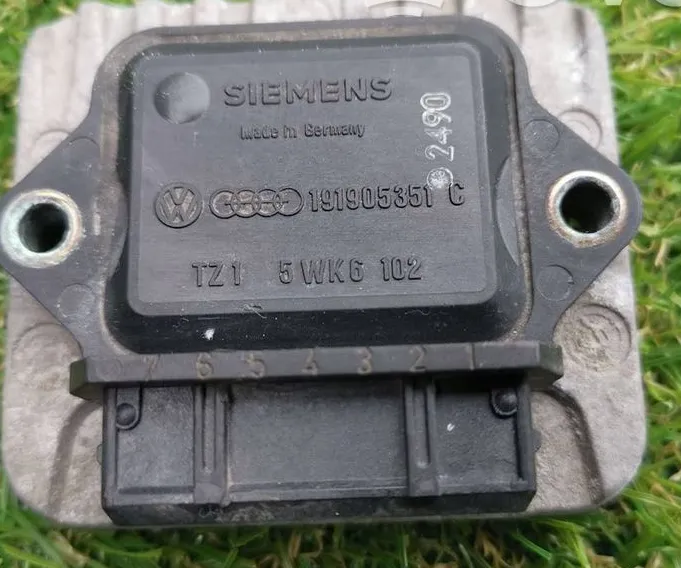 SIEMENS
made in Germany
2490
191905351 C
TZ1 5WK6 102
7 6 5 4 3 2 1